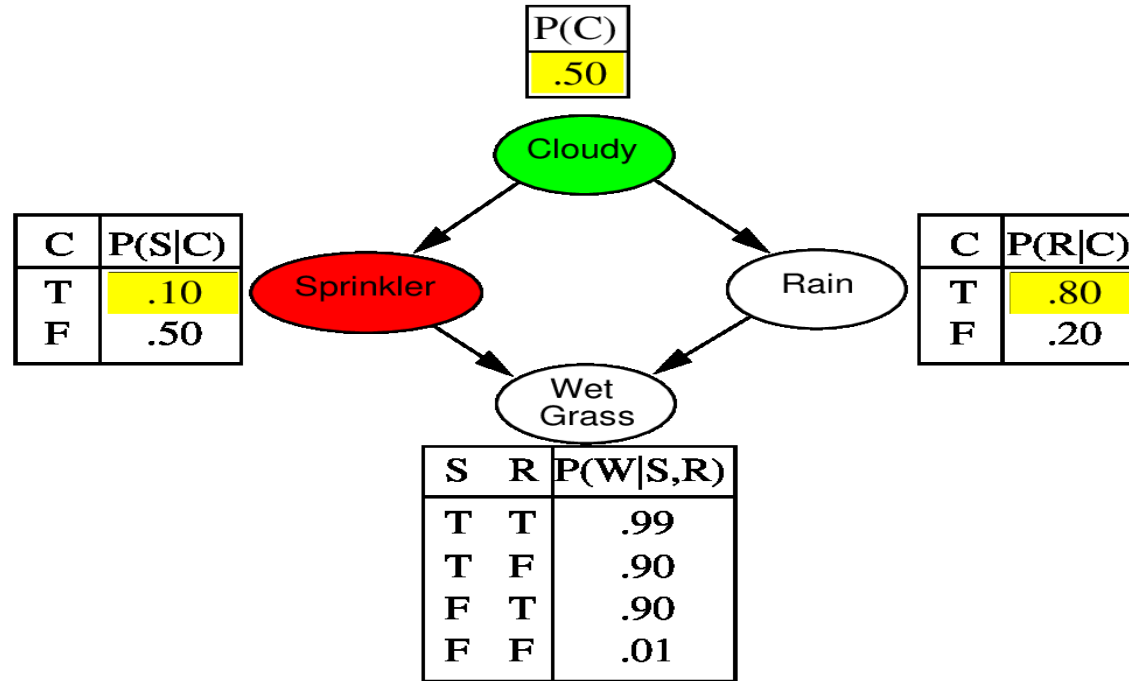 P(C)
.50
Cloudy
C P(S|C)
T .10
F .50
Sprinkler
Rain
C P(R|C)
T .80
F .20
Wet
Grass
S R P(W|S,R)
T T .99
T F .90
F T .90
F F .01